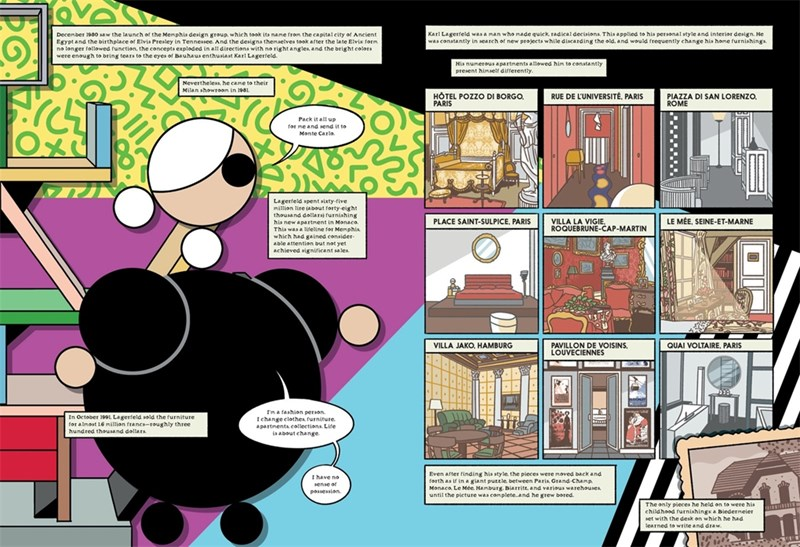 December 1980 saw the launch of the Memphis design group, which took its name from the capital city of Ancient
Egypt and the birthplace of Elvis Presley in Tennessee. And the designs themselves took after the late Elvis: form
no longer followed function, the concepts exploded in all directions with no right angles, and the bright colors
were enough to bring tears to the eyes of Bauhaus enthusiast Karl Lagerfeld.
Nevertheless, he came to their
Milan showroom in 1981.
Pack it all up
for me and send it to
Monte Carlo.
Lagerfeld spent sixty-five
million lire (about forty-eight
thousand dollars) furnishing
his new apartment in Monaco.
This was a lifeline for Memphis,
which had gained consider-
able attention but not yet
achieved significant sales.
In October 1991, Lagerfeld sold the furniture
for almost 1.6 million francs—roughly three
hundred thousand dollars.
I'm a fashion person.
I change clothes, furniture,
apartments, collections. Life
is about change.
I have no
sense of
possession.
Karl Lagerfeld was a man who made quick, radical decisions. This applied to his personal style and interior design. He
was constantly in search of new projects while discarding the old, and would frequently change his home furnishings.
His numerous apartments allowed him to constantly
present himself differently.
HÔTEL POZZO DI BORGO,
PARIS
RUE DE L'UNIVERSITÉ, PARIS
PIAZZA DI SAN LORENZO,
ROME
PLACE SAINT-SULPICE, PARIS
VILLA LA VIGIE,
ROQUEBRUNE-CAP-MARTIN
LE MÉE, SEINE-ET-MARNE
VILLA JAKO, HAMBURG
PAVILLON DE VOISINS,
LOUVECIENNES
QUAI VOLTAIRE, PARIS
Even after finding his style, the pieces were moved back and
forth as if in a giant puzzle, between Paris, Grand-Champ,
Monaco, Le Mée, Hamburg, Biarritz, and various warehouses,
until the picture was complete...and he grew bored.
The only pieces he held on to were his
childhood furnishings: a Biedermeier
set with the desk on which he had
learned to write and draw.